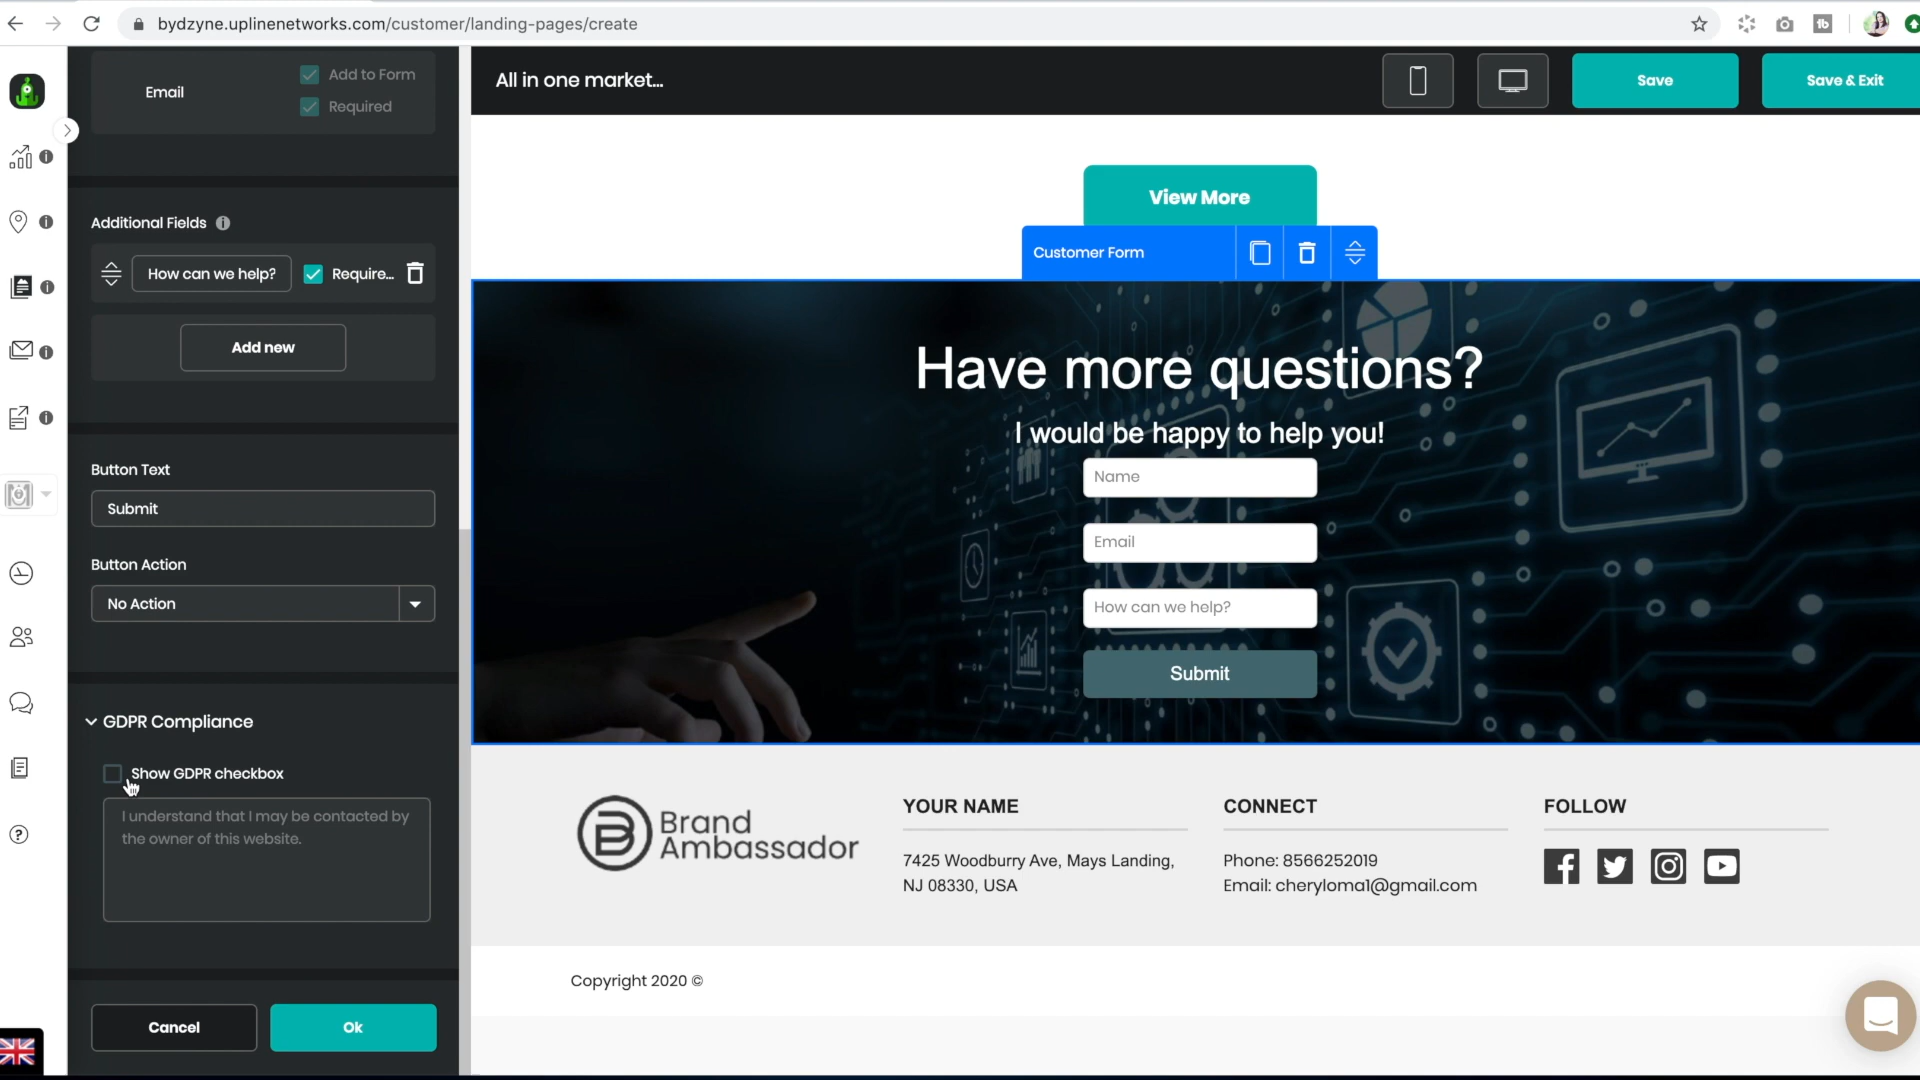 bydzyne.uplinenetworks.com/customer/landing-pages/create
Email
Add to Form
Required
Additional Fields
How can we help?
Require...
Add new
Button Text
Submit
Button Action
No Action
GDPR Compliance
Show GDPR checkbox
I understand that I may be contacted by
the owner of this website.
Cancel
Ok
All in one market...
Save
Save & Exit
View More
Customer Form
Have more questions?
I would be happy to help you!
Name
Email
How can we help?
Submit
Brand
Ambassador
YOUR NAME
7425 Woodburry Ave, Mays Landing,
NJ 08330, USA
CONNECT
Phone: 8566252019
Email: cheryloma1@gmail.com
FOLLOW
Copyright 2020 ©